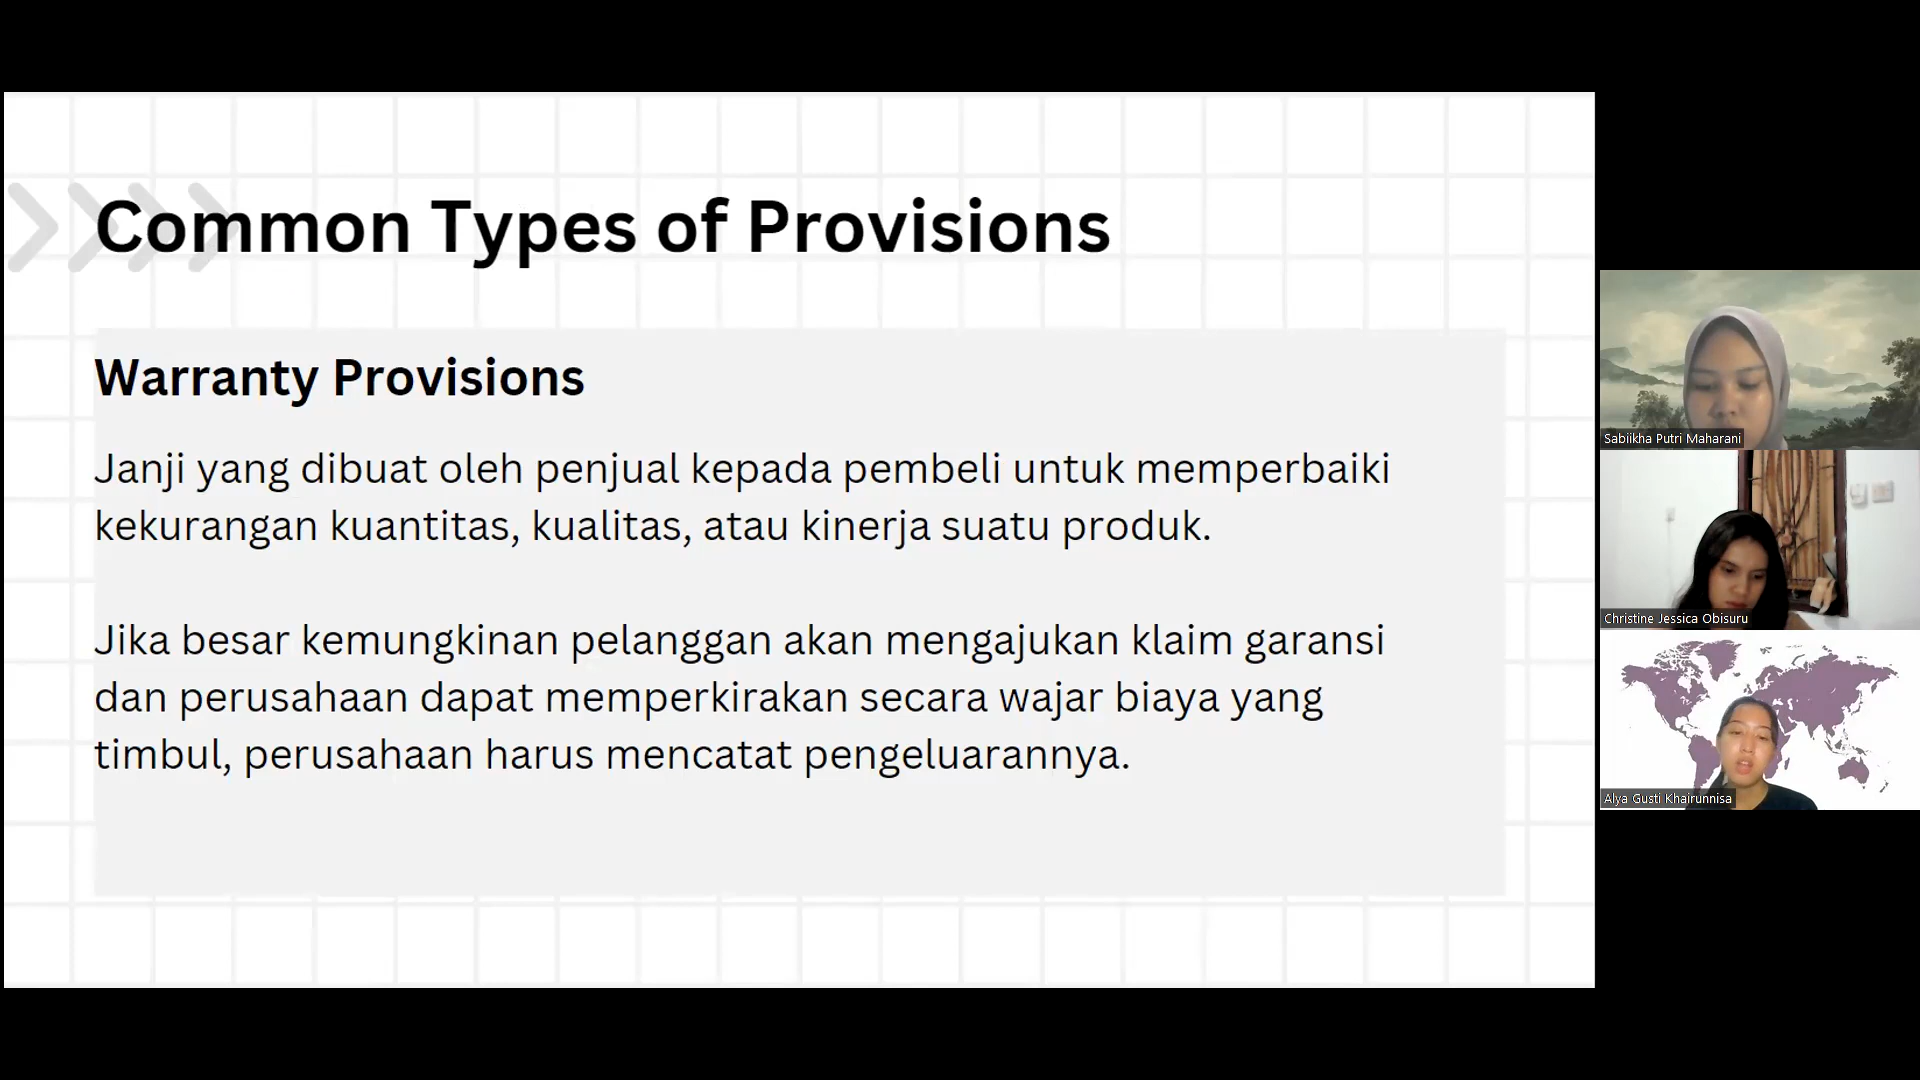 Common Types of Provisions
Warranty Provisions
Janji yang dibuat oleh penjual kepada pembeli untuk memperbaiki
kekurangan kuantitas, kualitas, atau kinerja suatu produk.
Jika besar kemungkinan pelanggan akan mengajukan klaim garansi
dan perusahaan dapat memperkirakan secara wajar biaya yang
timbul, perusahaan harus mencatat pengeluarannya.
Sabiikha Putri Maharani
Christine Jessica Obisuru
Alya Gusti Khairunnisa